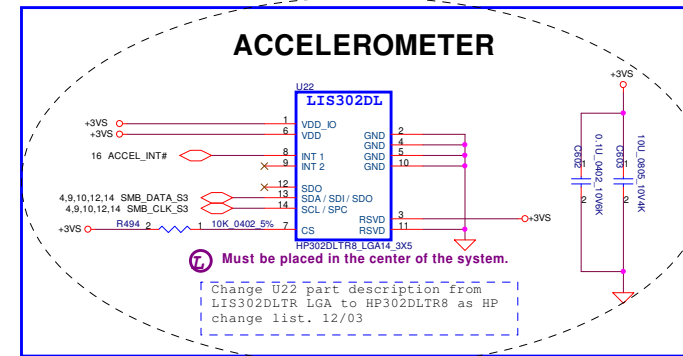 ACCELEROMETER
U22
LIS302DL
+3VS 1 VDD_IO
+3VS 6 VDD
16 ACCEL_INT# 8 INT 1
9 INT 2
12 SDO
4,9,10,12,14 SMB_DATA_S3 13 SDA / SDI / SDO
4,9,10,12,14 SMB_CLK_S3 14 SCL / SPC
+3VS R494 2 1 10K_0402_5% 7 CS
GND 2
GND 4
GND 5
GND 10
RSVD 3 +3VS
RSVD 11
HP302DLTR8_LGA14_3X5
+3VS
C602 1 2 0.1U_0402_10V6K
C603 1 2 10U_0805_10V4K
L Must be placed in the center of the system.
Change U22 part description from
LIS302DLTR LGA to HP302DLTR8 as HP
change list. 12/03